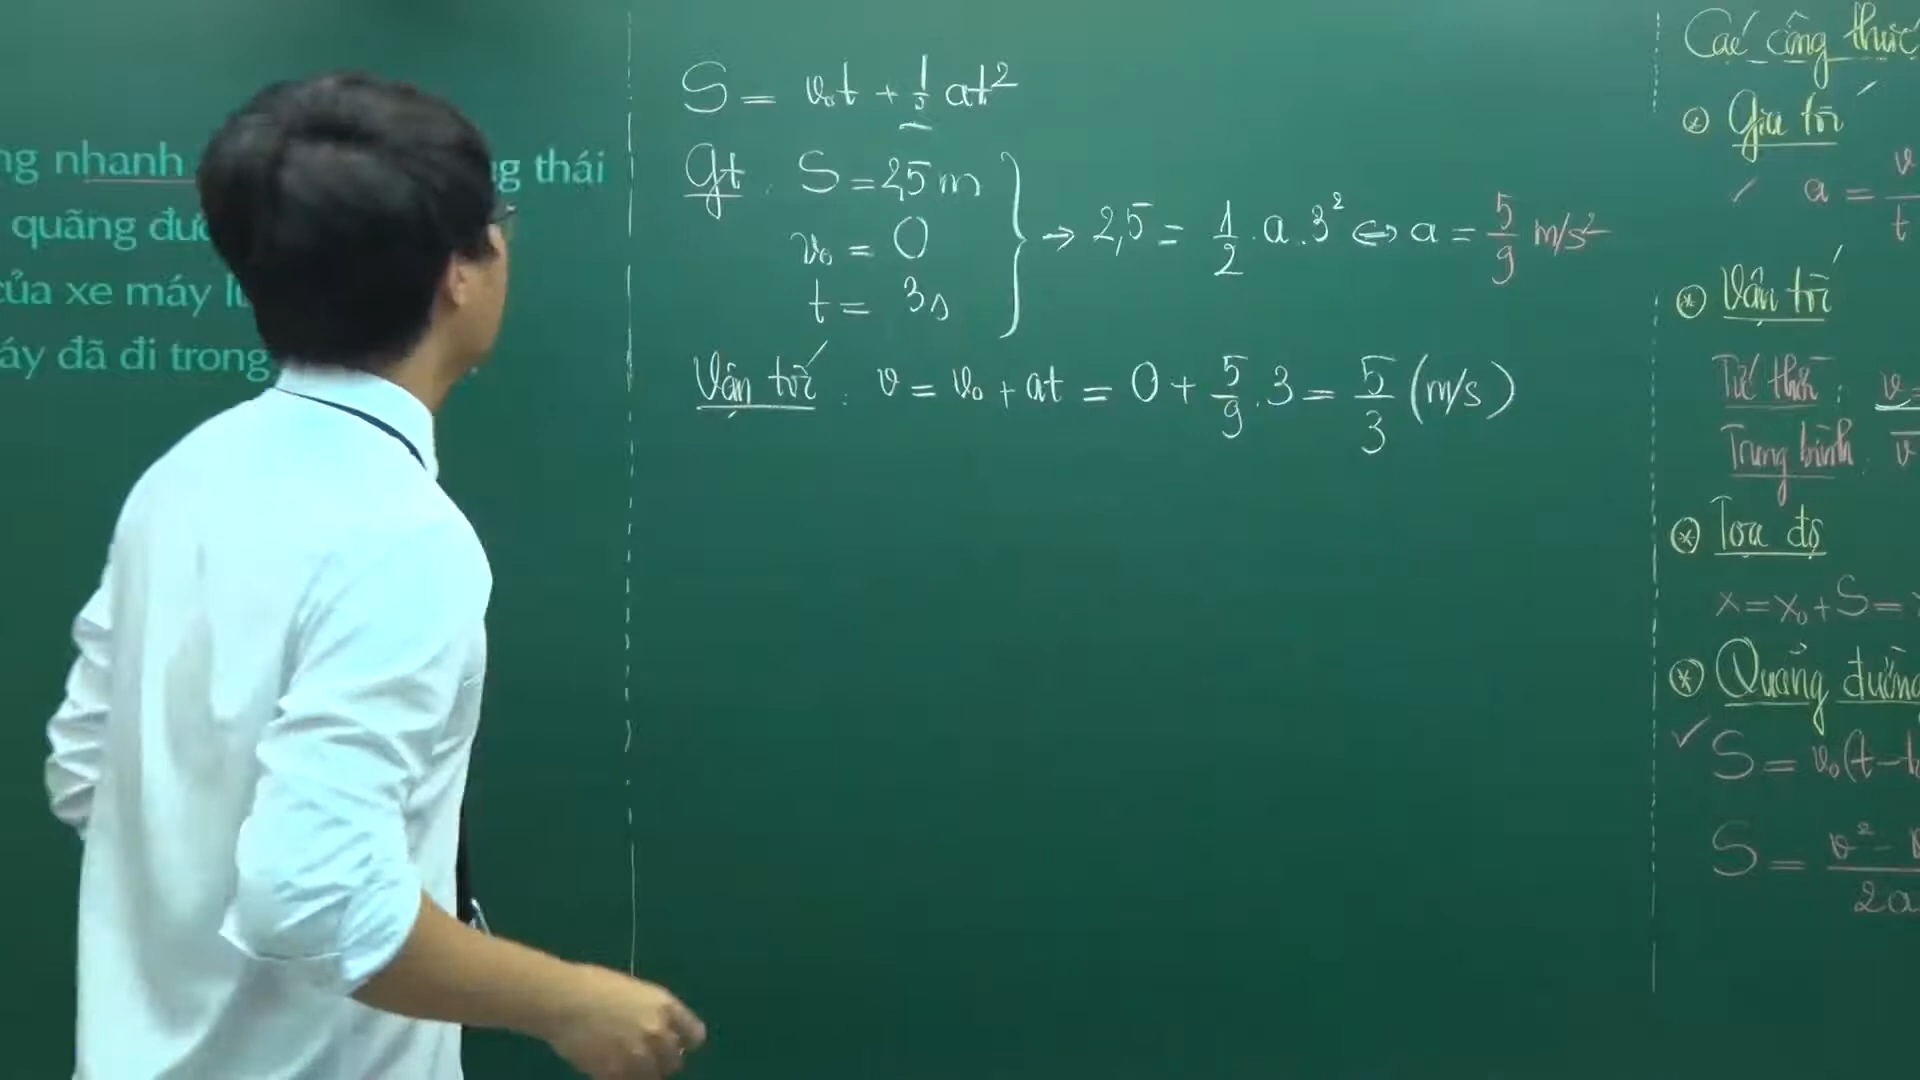 ng nhanh g thái
quãng đư
của xe máy l
áy đã đi trong
S = v₀t + 1/2 at²
Gt: S = 2,5m
v₀ = 0
t = 3s
→ 2,5 = 1/2 . a . 3² ⇔ a = 5/9 m/s²
Vận tốc : v = v₀ + at = 0 + 5/9 . 3 = 5/3 (m/s)
Các công thức
* Gia tốc
a = v / t
* Vận tốc
Tức thời : v =
Trung bình : v
* Tọa độ
x = x₀ + S =
* Quãng đường
S = v₀(t - t
S = v² - / 2a